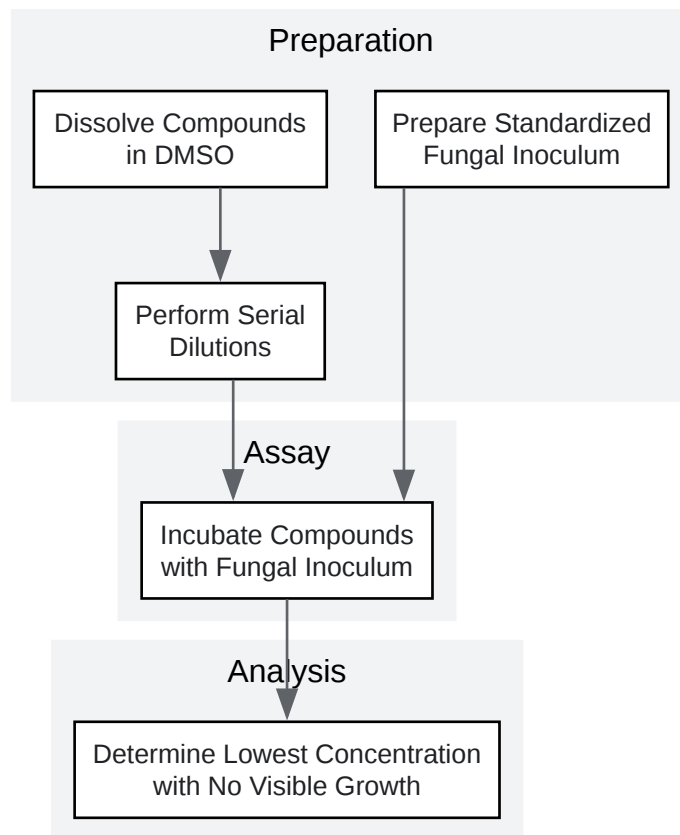 Preparation
Dissolve Compounds
in DMSO
Prepare Standardized
Fungal Inoculum
Perform Serial
Dilutions
Assay
Incubate Compounds
with Fungal Inoculum
Analysis
Determine Lowest Concentration
with No Visible Growth